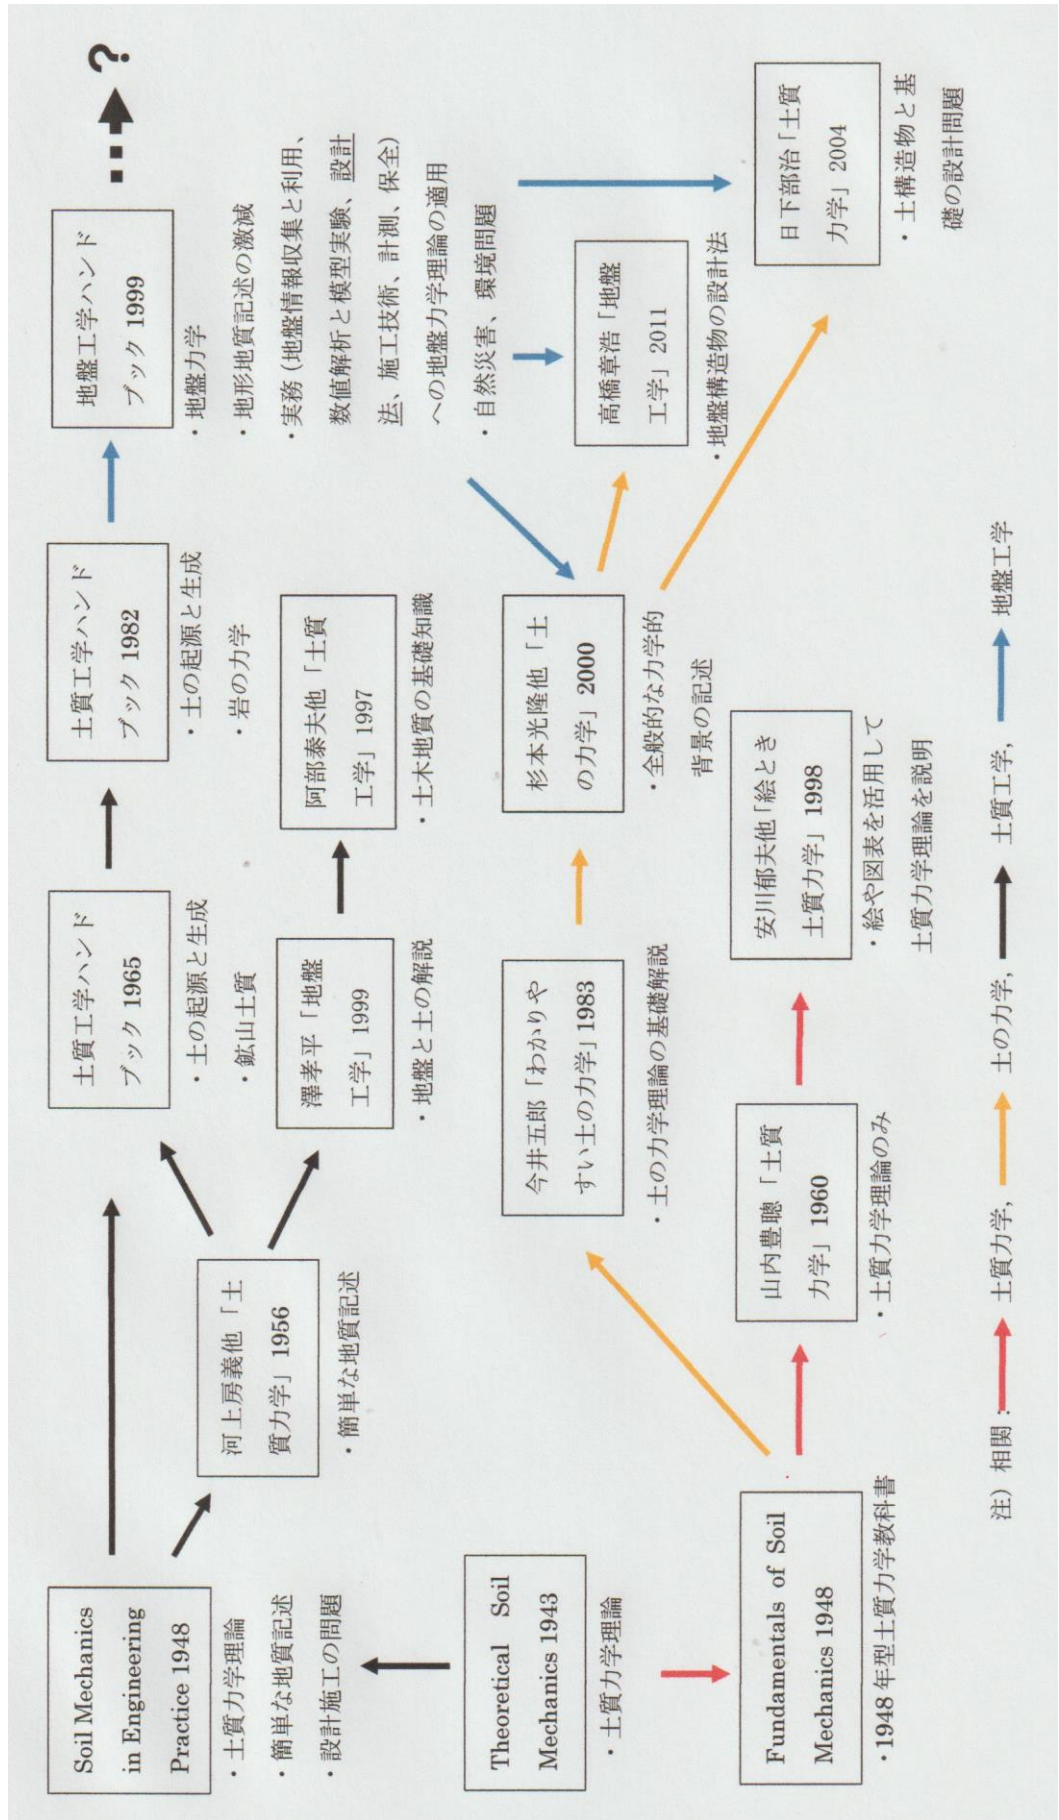 Soil Mechanics
in Engineering
Practice 1948
・土質力学理論
・簡単な地質記述
・設計施工の問題
河上房義他「土
質力学」1956
・簡単な地質記述
土質工学ハンド
ブック 1965
・土の起源と生成
・鉱山土質
土質工学ハンド
ブック 1982
・土の起源と生成
・岩の力学
地盤工学ハンド
ブック 1999
・地盤力学
・地形地質記述の激減
・実務(地盤情報収集と利用、
数値解析と模型実験、設計
法、施工技術、計測、保全)
への地盤力学理論の適用
・自然災害、環境問題
?
澤孝平「地盤
工学」1999
・地盤と土の解説
阿部泰夫他「土質
工学」1997
・土木地質の基礎知識
Theoretical Soil
Mechanics 1943
・土質力学理論
今井五郎「わかりや
すい土の力学」1983
・土の力学理論の基礎解説
杉本光隆他「土
の力学」2000
・全般的な力学的
背景の記述
高橋章浩「地盤
工学」2011
・地盤構造物の設計法
Fundamentals of Soil
Mechanics 1948
・1948 年型土質力学教科書
山内豊聰「土質
力学」1960
・土質力学理論のみ
安川郁夫他「絵とき
土質力学」1998
・絵や図表を活用して
土質力学理論を説明
日下部治「土質
力学」2004
・土構造物と基
礎の設計問題
注）相関： 土質力学, 土の力学, 土質工学, 地盤工学